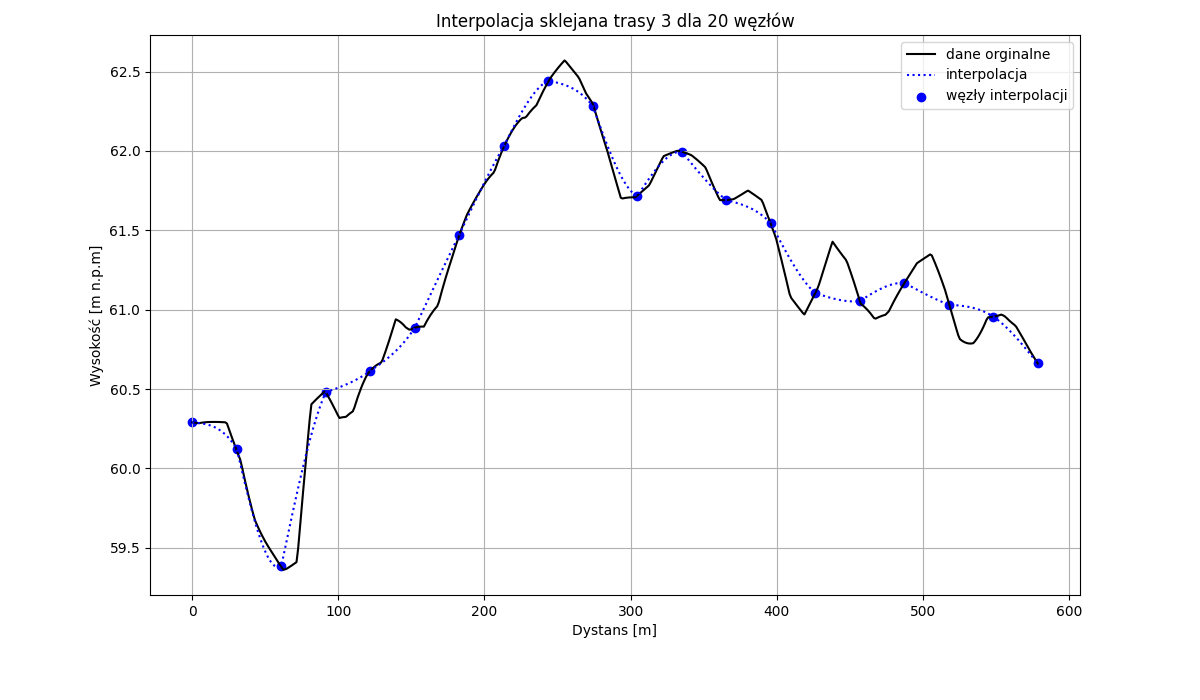 Interpolacja sklejana trasy 3 dla 20 węzłów
dane orginalne
interpolacja
węzły interpolacji
62.5
62.0
61.5
61.0
60.5
60.0
59.5
Wysokość [m n.p.m]
0 100 200 300 400 500 600
Dystans [m]